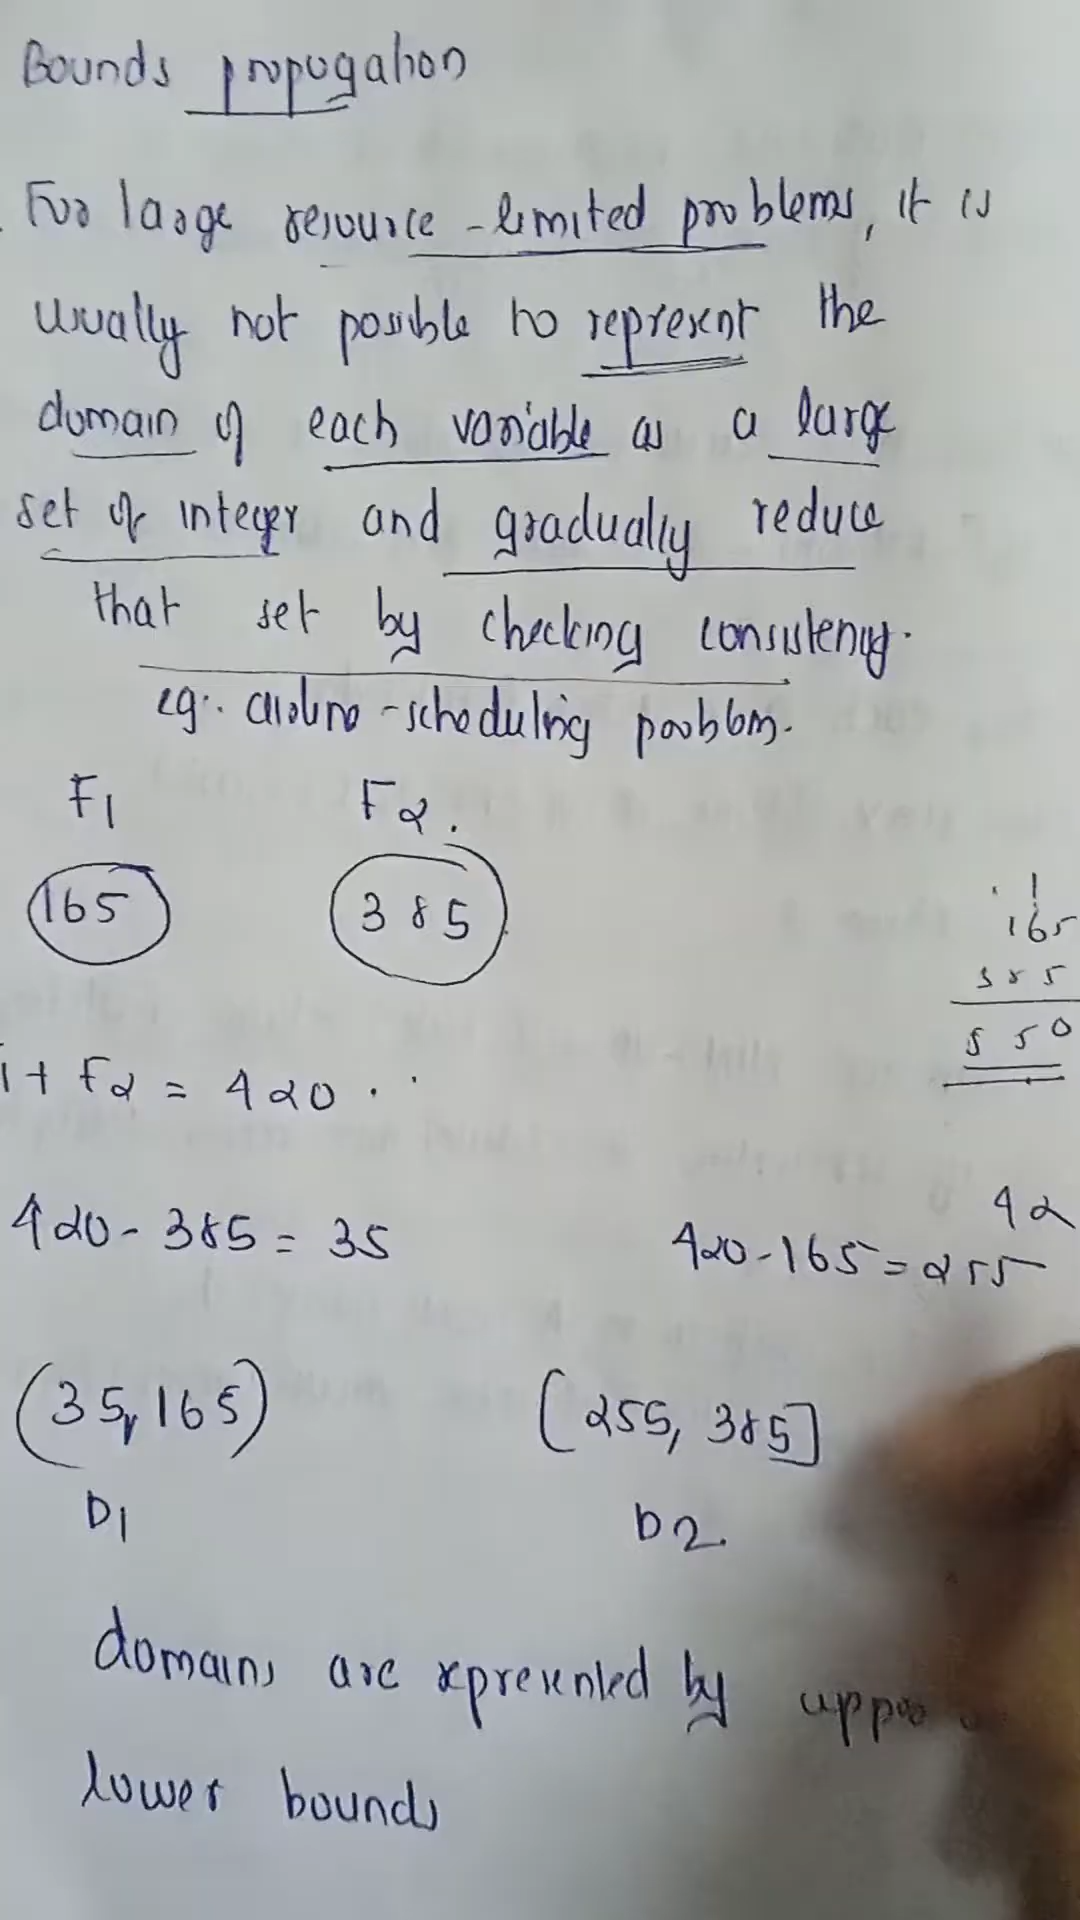 Bounds propugation
For large resource-limited problems, it is
usually not possible to represent the
domain of each variable as a large
set of integer and gradually reduce
that set by checking consistency.
eg:. airline-scheduling problem.
F1 F2.
165 385
1
165
385
550
1+ F2 = 420.
420-385 = 35
42
420-165=255
(35,165) [255, 385]
D1 D2.
domains are represented by upper
lower bounds